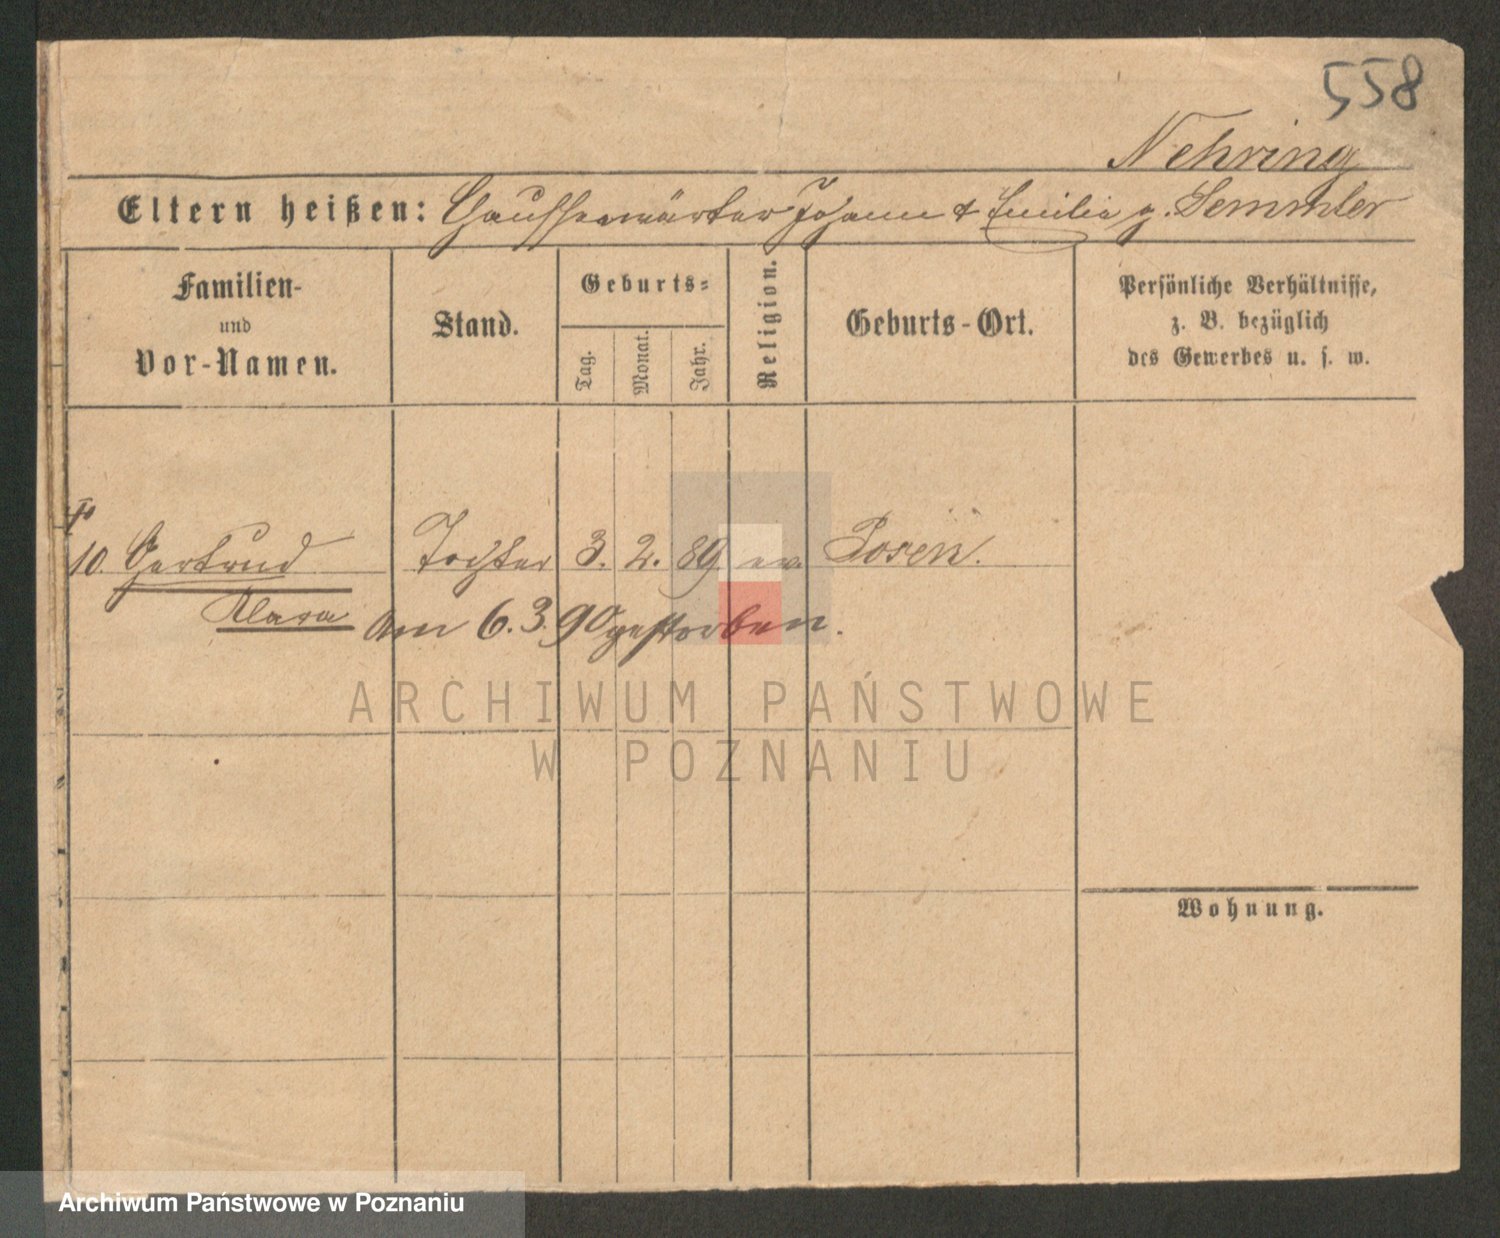 558
Nehring
Eltern heißen: Chausseewärter Johann & Emilie g. Semmler
Familien-
und
Vor-Namen.
Stand.
Geburts-
Tag.
Monat.
Jahr.
Religion.
Geburts-Ort.
Persönliche Verhältnisse,
z. B. bezüglich
des Gewerbes u. s. w.
10. Gertrud Tochter 3. 2. 89. ev. Posen.
Klara am 6.3.90 gestorben.
ARCHIWUM PAŃSTWOWE
W POZNANIU
Wohnung.
Archiwum Państwowe w Poznaniu